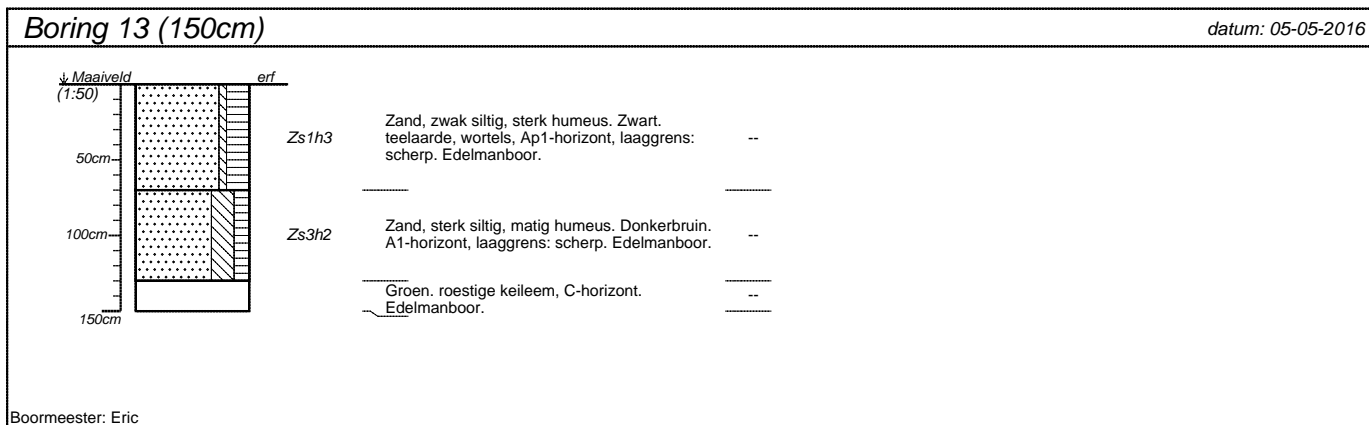 Boring 13 (150cm)
datum: 05-05-2016
Maaiveld
erf
(1:50)
50cm
100cm
150cm
Zs1h3
Zand, zwak siltig, sterk humeus. Zwart.
teelaarde, wortels, Ap1-horizont, laaggrens:
scherp. Edelmanboor.
--
Zs3h2
Zand, sterk siltig, matig humeus. Donkerbruin.
A1-horizont, laaggrens: scherp. Edelmanboor.
--
Groen. roestige keileem, C-horizont.
Edelmanboor.
--
Boormeester: Eric